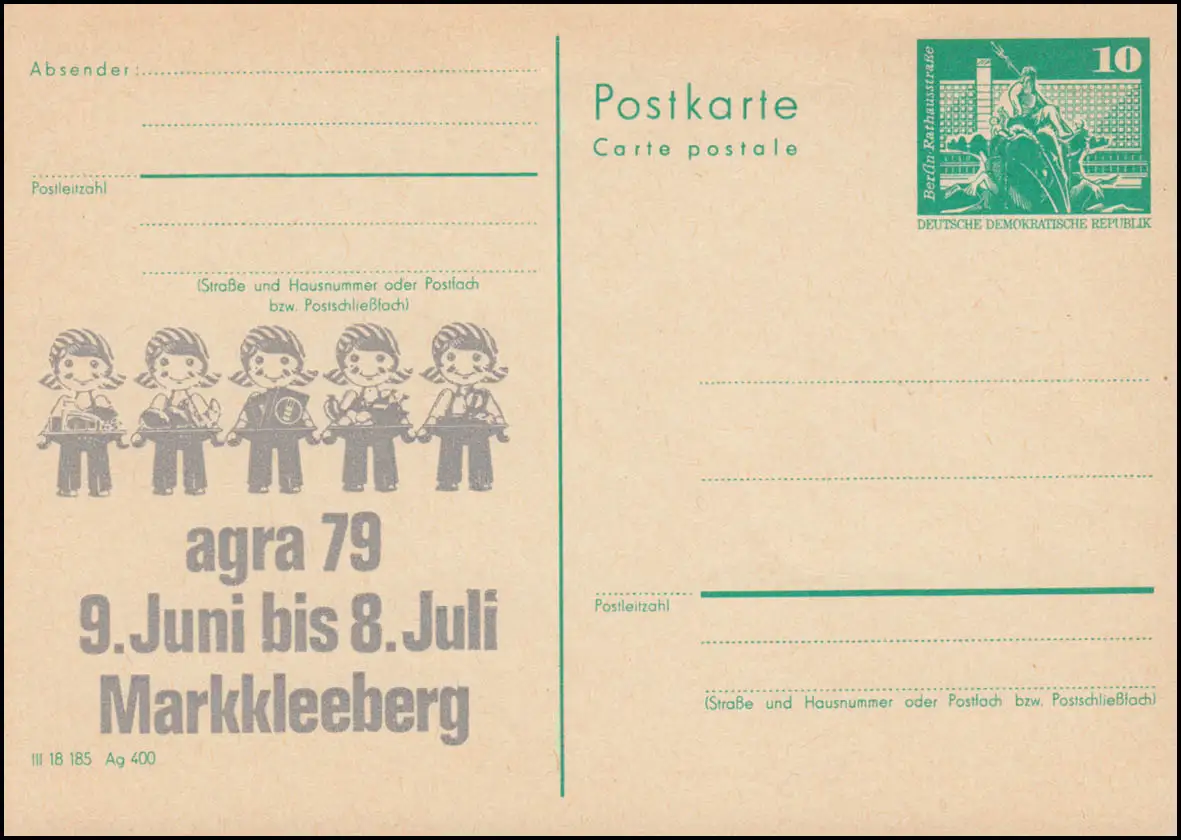 Absender:
Postleitzahl
(Straße und Hausnummer oder Postfach
bzw. Postschließfach)
agra 79
9. Juni bis 8. Juli
Markkleeberg
III 18 185 Ag 400
Postkarte
Carte postale
10
Berlin-Rathausstraße
DEUTSCHE DEMOKRATISCHE REPUBLIK
Postleitzahl
(Straße und Hausnummer oder Postfach bzw. Postschließfach)